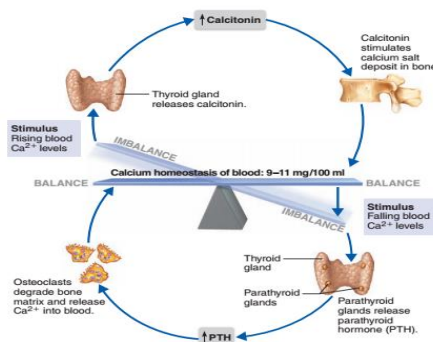 ↑ Calcitonin
Calcitonin
stimulates
calcium salt
deposit in bone
Thyroid gland
releases calcitonin.
Stimulus
Rising blood
Ca2+ levels
IMBALANCE
Calcium homeostasis of blood: 9–11 mg/100 ml
BALANCE
BALANCE
IMBALANCE
Stimulus
Falling blood
Ca2+ levels
Thyroid
gland
Parathyroid
glands
Osteoclasts
degrade bone
matrix and release
Ca2+ into blood.
Parathyroid
glands release
parathyroid
hormone (PTH).
↑ PTH